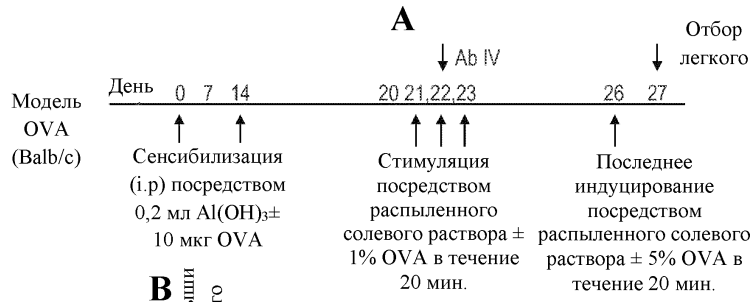 A
Ab IV
Отбор
легкого
День 0 7 14 20 21,22,23 26 27
Модель
OVA
(Balb/c)
Сенсибилизация
(i.p) посредством
0,2 мл Al(OH)₃±
10 мкг OVA
Стимуляция
посредством
распыленного
солевого раствора ±
1% OVA в течение
20 мин.
Последнее
индуцирование
посредством
распыленного солевого
раствора ± 5% OVA в
течение 20 мин.
B